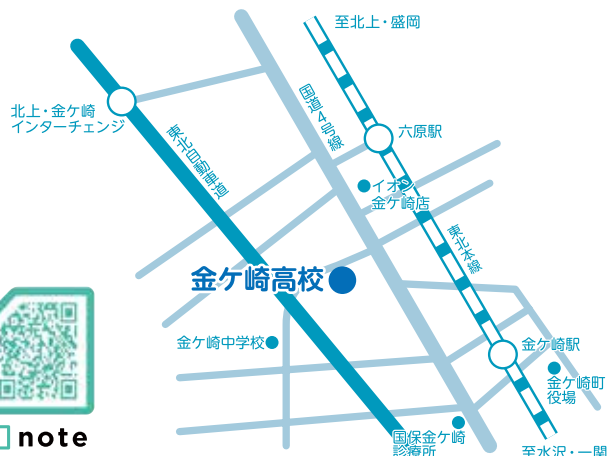 至北上・盛岡
北上・金ケ崎
インターチェンジ
東北自動車道
国道4号線
六原駅
イオン
金ケ崎店
東北本線
金ケ崎高校
金ケ崎中学校
金ケ崎駅
金ケ崎町
役場
国保金ケ崎
診療所
至水沢・一関
note